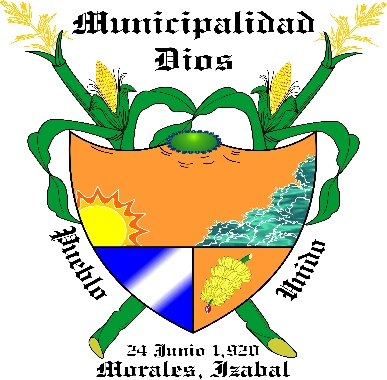 Municipalidad
Dios
Pueblo
Unido
24 Junio 1,920
Morales, Izabal